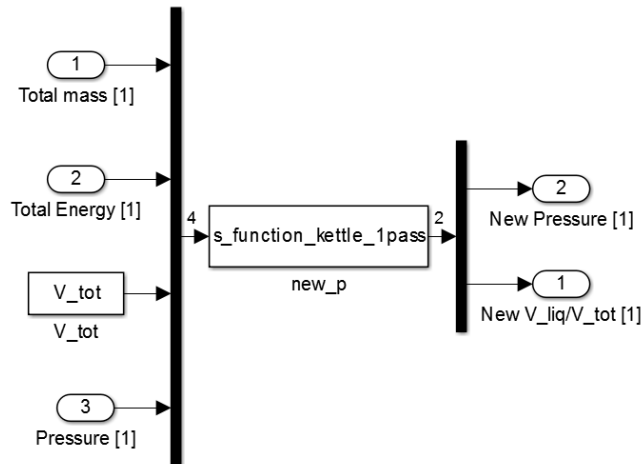 1
Total mass [1]
2
Total Energy [1]
V_tot
V_tot
3
Pressure [1]
4
s_function_kettle_1pass
new_p
2
2
New Pressure [1]
1
New V_liq/V_tot [1]